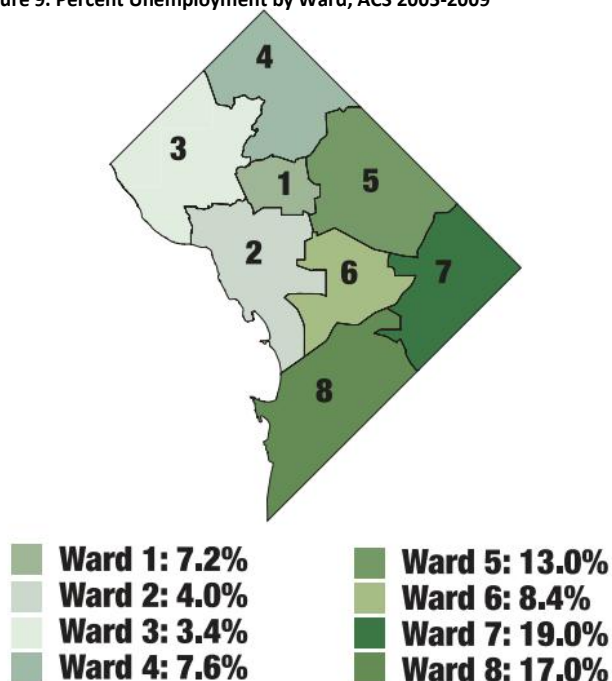 ure 9: Percent Unemployment by Ward, ACS 2005-2009
4
3
1
5
2
6
7
8
Ward 1: 7.2%
Ward 2: 4.0%
Ward 3: 3.4%
Ward 4: 7.6%
Ward 5: 13.0%
Ward 6: 8.4%
Ward 7: 19.0%
Ward 8: 17.0%